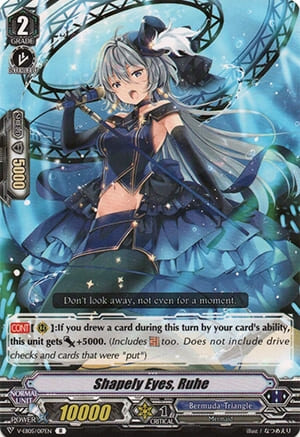 2
GRADE
5000
Don't look away, not even for a moment.
CONT [ ]:If you drew a card during this turn by your card's ability,
this unit gets +5000. (Includes too. Does not include drive
checks and cards that were "put")
Shapely Eyes, Ruhe
NORMAL
UNIT
Bermuda Triangle
POWER 10000
1
CRITICAL
Mermaid
V-EB05/007EN R
illust / なつめえり